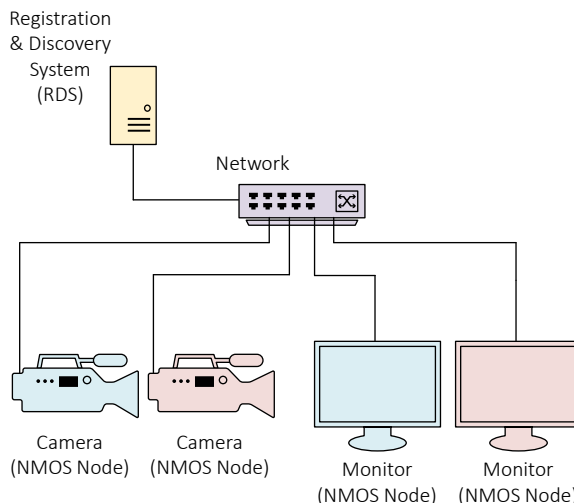 Registration
& Discovery
System
(RDS)
Network
Camera
(NMOS Node)
Camera
(NMOS Node)
Monitor
(NMOS Node)
Monitor
(NMOS Node)